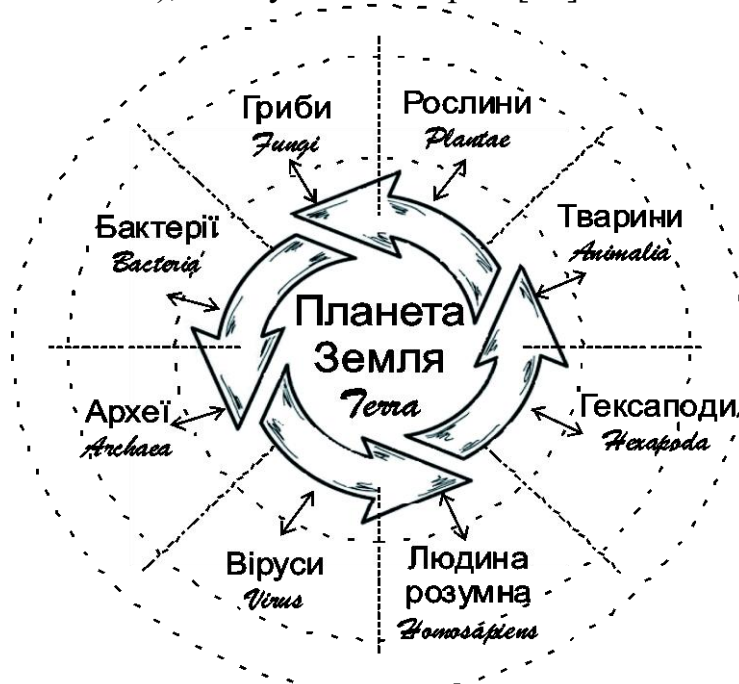 Гриби
Fungi
Рослини
Plantae
Бактерії
Bacteria
Тварини
Animalia
Планета
Земля
Terra
Археї
Archaea
Гексаподи
Hexapoda
Віруси
Virus
Людина
розумна
Homosápiens